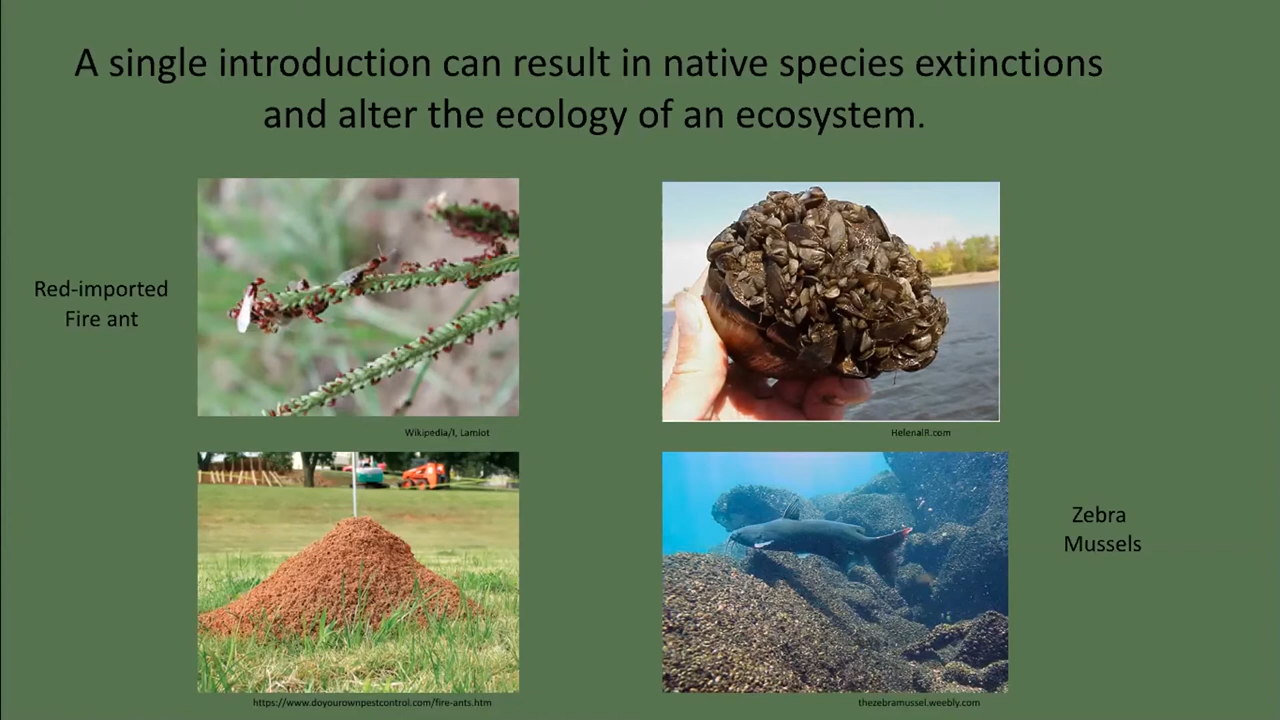 A single introduction can result in native species extinctions
and alter the ecology of an ecosystem.
Red-imported
Fire ant
Wikipedia/I, Lamiot
HelenaIR.com
https://www.doyourownpestcontrol.com/fire-ants.htm
thezebramussel.weebly.com
Zebra
Mussels